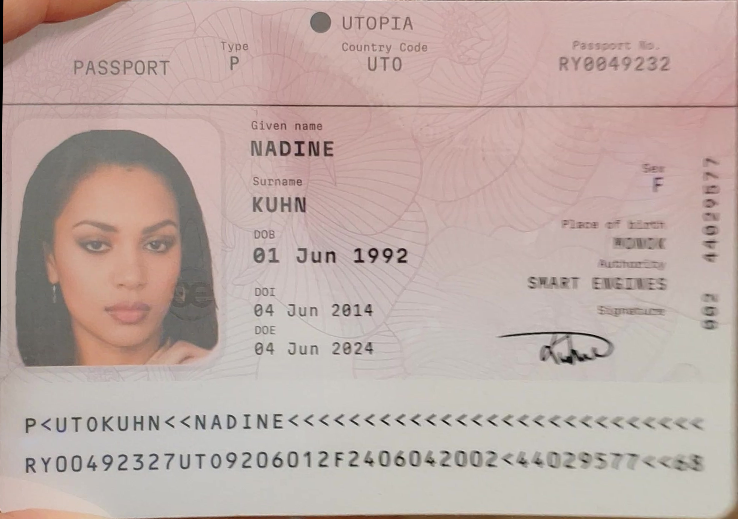 UTOPIA
PASSPORT
Type
P
Country Code
UTO
Passport No.
RY0049232
Given name
NADINE
Surname
KUHN
DOB
01 Jun 1992
DOI
04 Jun 2014
DOE
04 Jun 2024
Sex
F
Place of birth
Authority
SMART ENGINES
Signature
002 44029577
P<UTOKUHN<<NADINE<<<<<<<<<<<<<<<<<<<<<<<<<<<
RY00492327UTO9206012F2406042002<44029577<<68